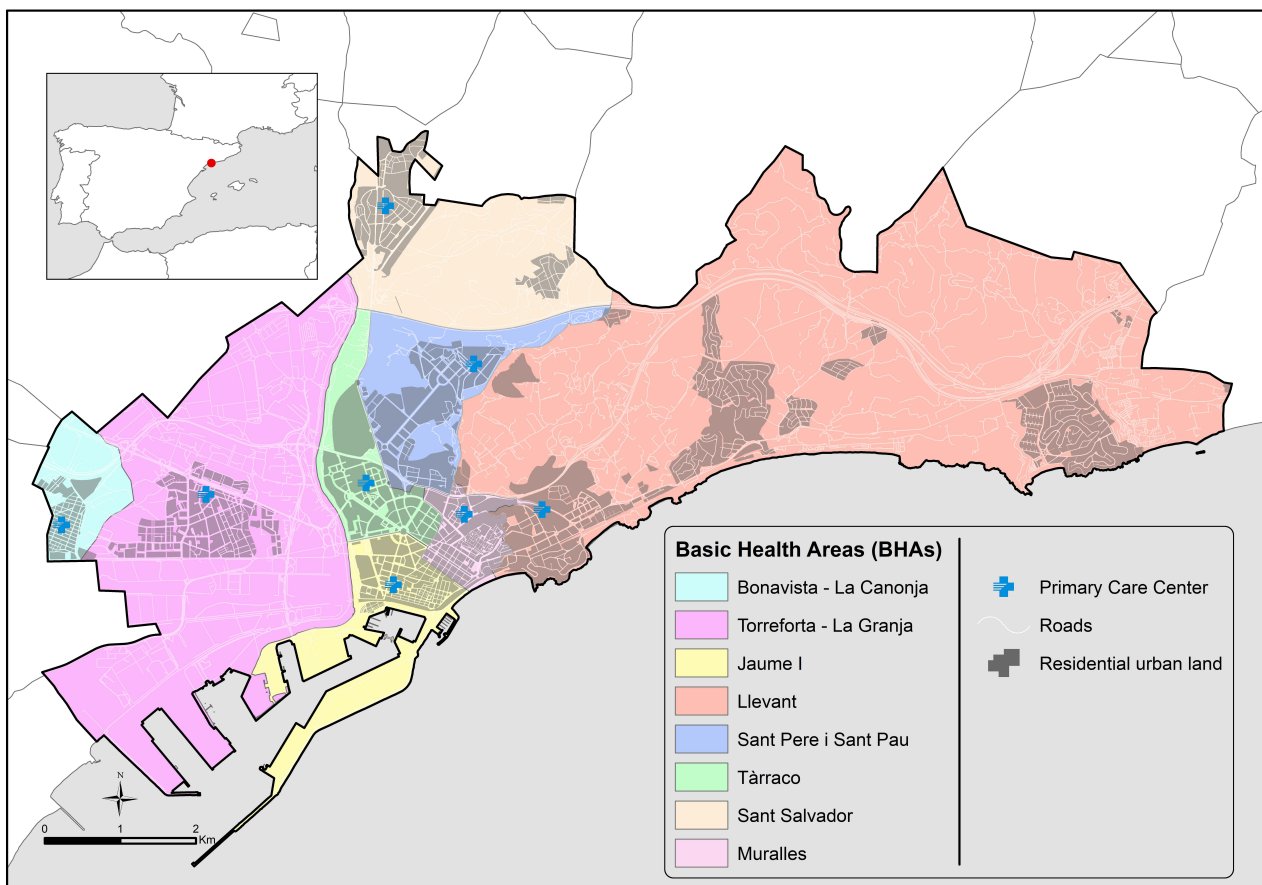 N
0
1
2
Km
Basic Health Areas (BHAs)
Bonavista - La Canonja
Torreforta - La Granja
Jaume I
Llevant
Sant Pere i Sant Pau
Tàrraco
Sant Salvador
Muralles
Primary Care Center
Roads
Residential urban land